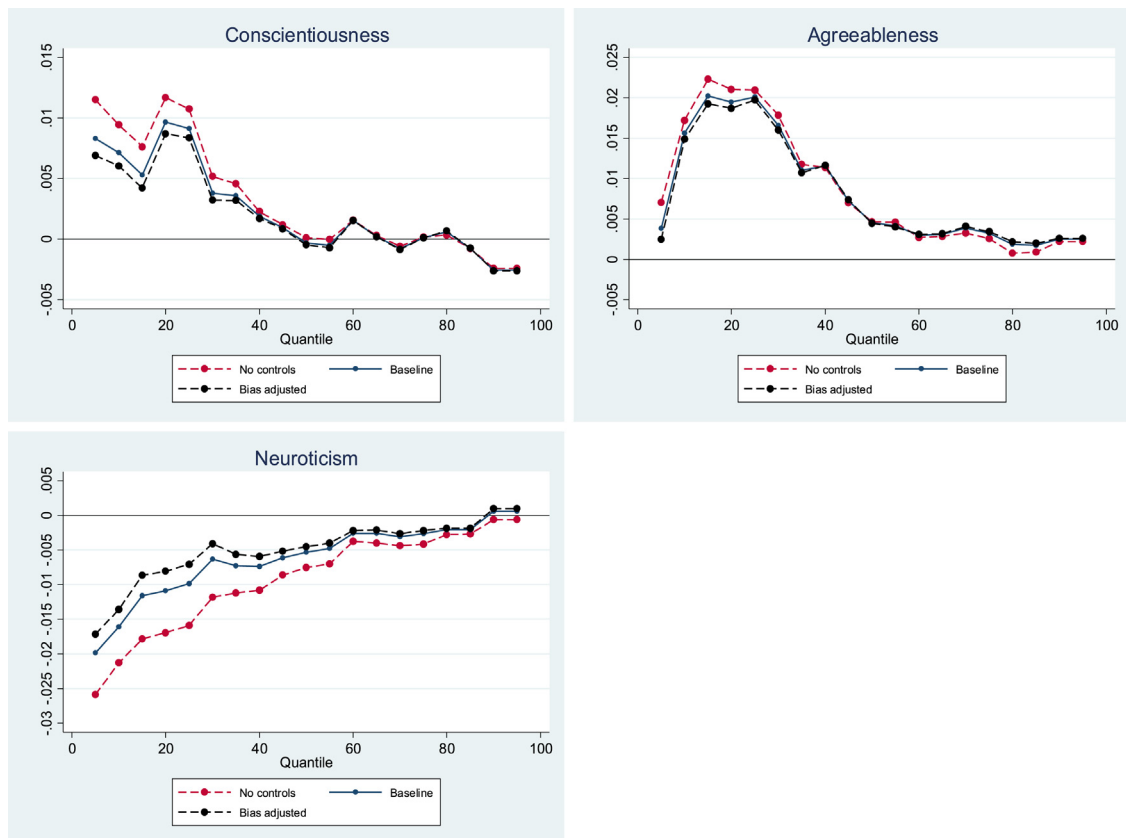 Conscientiousness
.015
.01
.005
0
-.005
0 20 40 60 80 100
Quantile
No controls Baseline
Bias adjusted
Agreeableness
.025
.02
.015
.01
.005
0
-.005
0 20 40 60 80 100
Quantile
No controls Baseline
Bias adjusted
Neuroticism
.005
0
-.005
-.01
-.015
-.02
-.025
-.03
0 20 40 60 80 100
Quantile
No controls Baseline
Bias adjusted